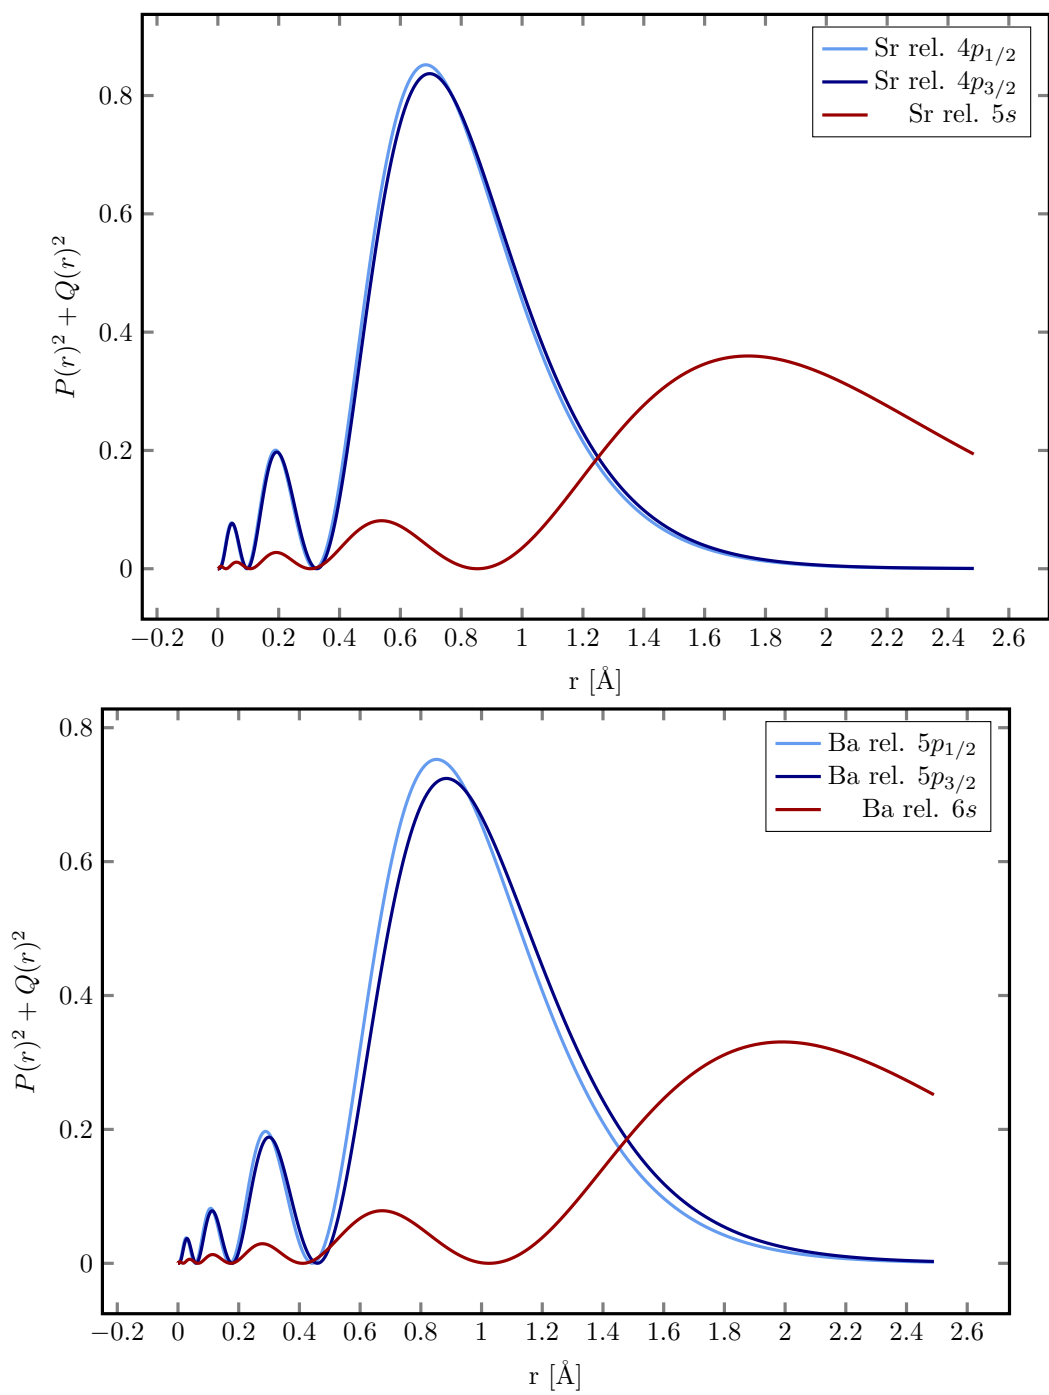 Sr rel. 4p1/2
Sr rel. 4p3/2
Sr rel. 5s
P(r)² + Q(r)²
0.8
0.6
0.4
0.2
0
−0.2 0 0.2 0.4 0.6 0.8 1 1.2 1.4 1.6 1.8 2 2.2 2.4 2.6
r [Å]
Ba rel. 5p1/2
Ba rel. 5p3/2
Ba rel. 6s
P(r)² + Q(r)²
0.8
0.6
0.4
0.2
0
−0.2 0 0.2 0.4 0.6 0.8 1 1.2 1.4 1.6 1.8 2 2.2 2.4 2.6
r [Å]